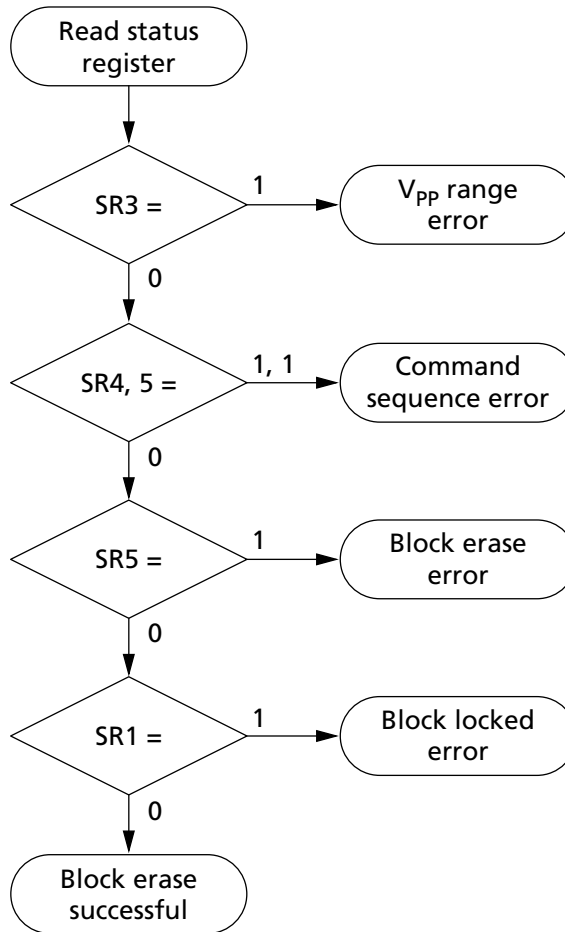 Read status
register
SR3 =
1
V_PP range
error
0
SR4, 5 =
1, 1
Command
sequence error
0
SR5 =
1
Block erase
error
0
SR1 =
1
Block locked
error
0
Block erase
successful